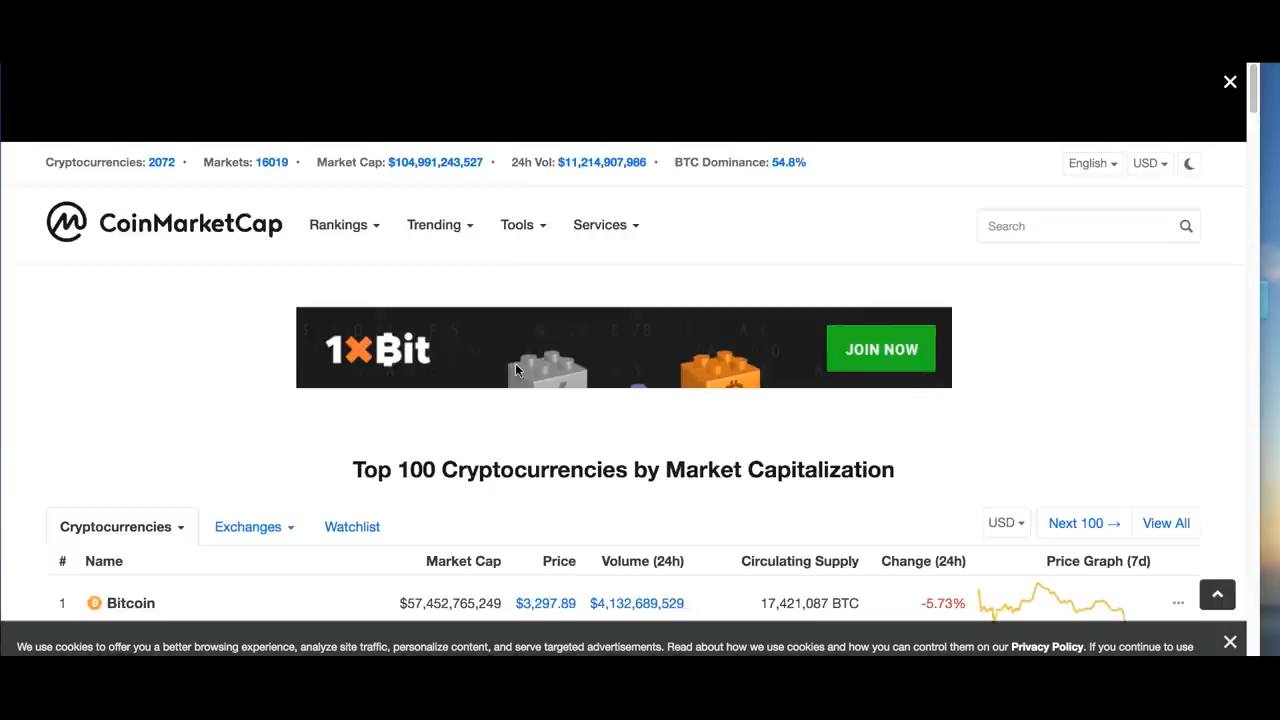 Cryptocurrencies: 2072 • Markets: 16019 • Market Cap: $104,991,243,527 • 24h Vol: $11,214,907,986 • BTC Dominance: 54.8% English USD
CoinMarketCap Rankings Trending Tools Services Search
1xBit JOIN NOW
Top 100 Cryptocurrencies by Market Capitalization
Cryptocurrencies Exchanges Watchlist USD Next 100 → View All
# Name Market Cap Price Volume (24h) Circulating Supply Change (24h) Price Graph (7d)
1 Bitcoin $57,452,765,249 $3,297.89 $4,132,689,529 17,421,087 BTC -5.73%
We use cookies to offer you a better browsing experience, analyze site traffic, personalize content, and serve targeted advertisements. Read about how we use cookies and how you can control them on our Privacy Policy. If you continue to use